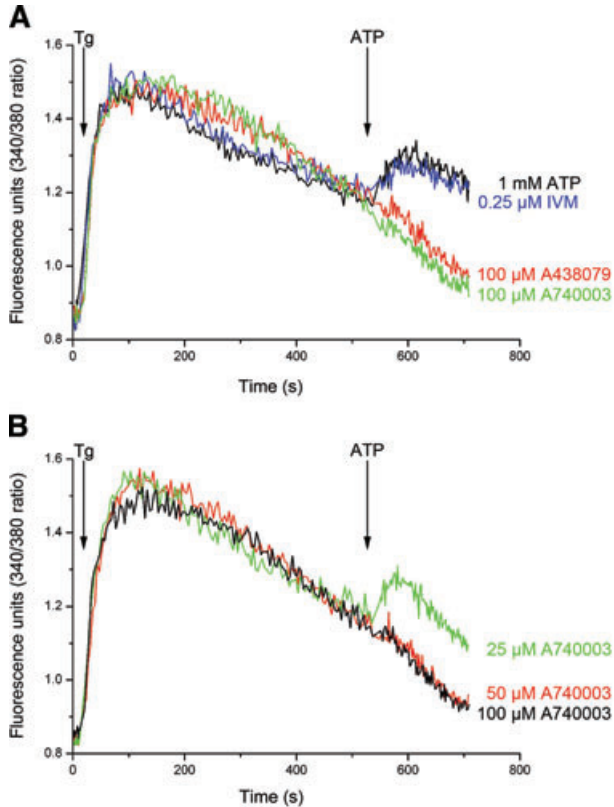 A
Tg
ATP
Fluorescence units (340/380 ratio)
1.6
1.4
1.2
1.0
0.8
1 mM ATP
0.25 µM IVM
100 µM A438079
100 µM A740003
0
200
400
600
800
Time (s)
B
Tg
ATP
Fluorescence units (340/380 ratio)
1.6
1.4
1.2
1.0
0.8
25 µM A740003
50 µM A740003
100 µM A740003
0
200
400
600
800
Time (s)